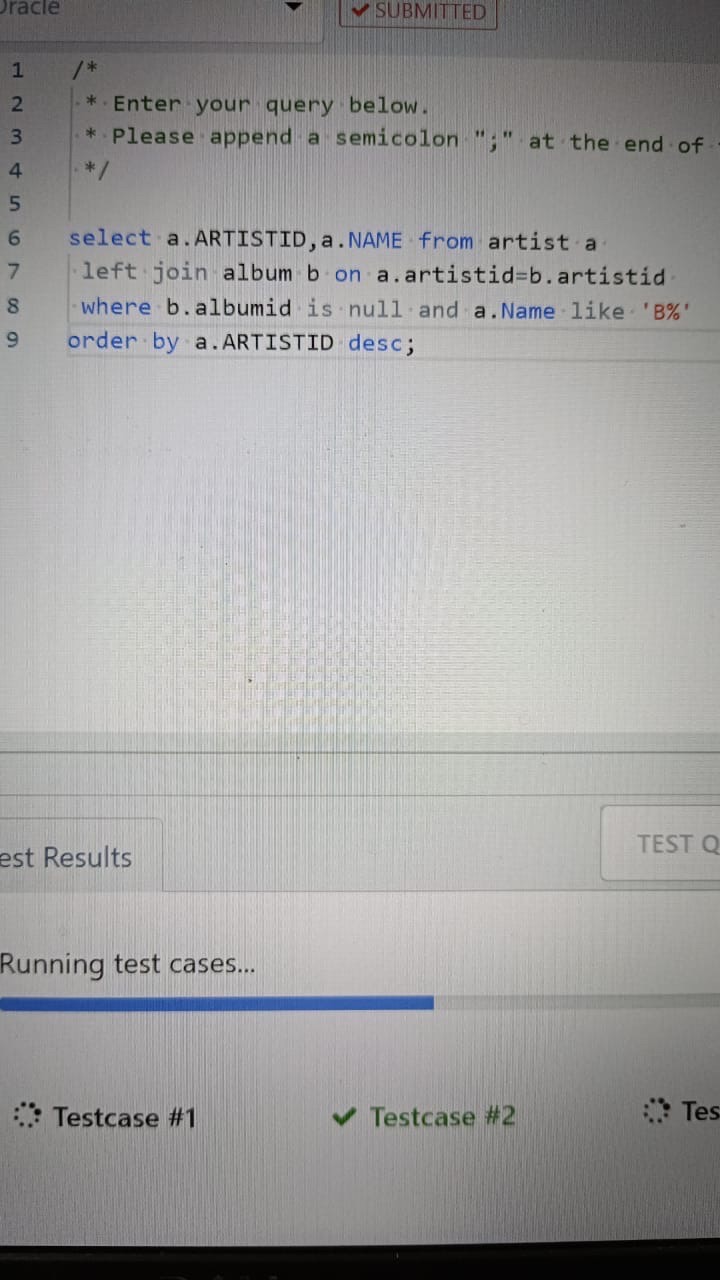 Oracle
SUBMITTED
1 /*
2 * Enter your query below.
3 * Please append a semicolon ";" at the end of
4 */
5
6 select a.ARTISTID,a.NAME from artist a
7 left join album b on a.artistid=b.artistid
8 where b.albumid is null and a.Name like 'B%'
9 order by a.ARTISTID desc;
est Results
TEST Q
Running test cases...
Testcase #1
Testcase #2
Tes